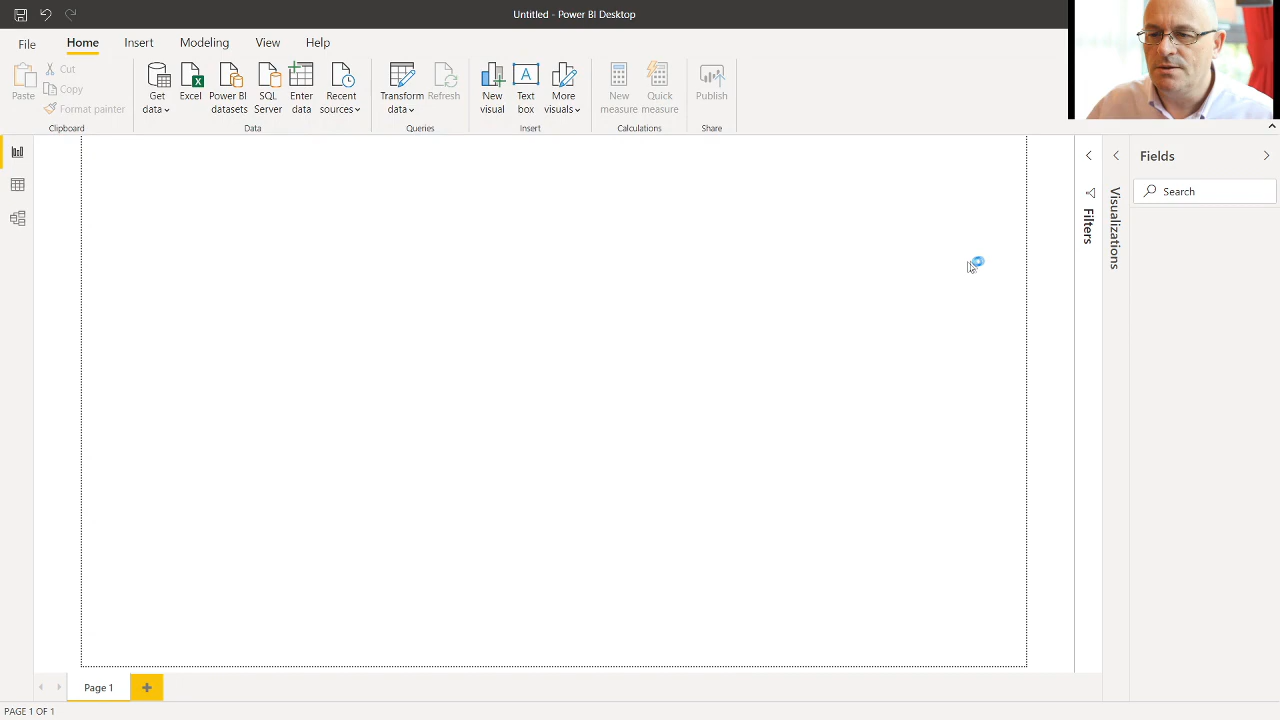 Untitled - Power BI Desktop
File
Home
Insert
Modeling
View
Help
Paste
Cut
Copy
Format painter
Clipboard
Get data
Excel
Power BI datasets
SQL Server
Enter data
Recent sources
Data
Transform data
Refresh
Queries
New visual
Text box
More visuals
Insert
New measure
Quick measure
Calculations
Publish
Share
Filters
Visualizations
Fields
Search
Page 1
PAGE 1 OF 1